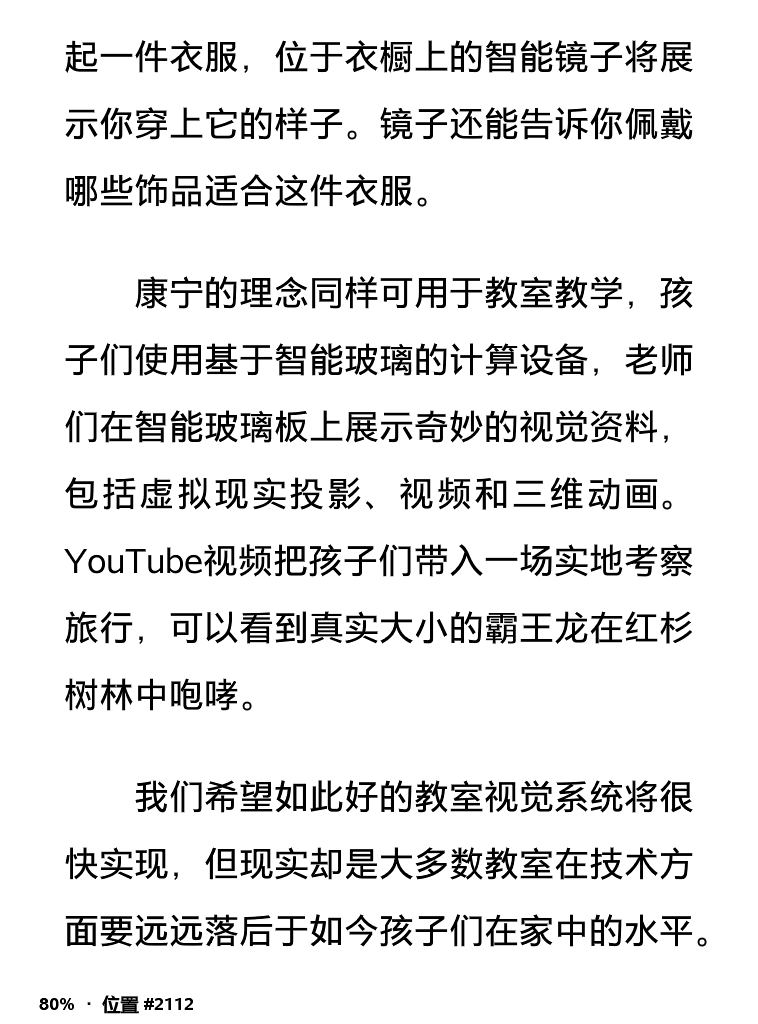 起一件衣服，位于衣橱上的智能镜子将展
示你穿上它的样子。镜子还能告诉你佩戴
哪些饰品适合这件衣服。
康宁的理念同样可用于教室教学，孩
子们使用基于智能玻璃的计算设备，老师
们在智能玻璃板上展示奇妙的视觉资料，
包括虚拟现实投影、视频和三维动画。
YouTube视频把孩子们带入一场实地考察
旅行，可以看到真实大小的霸王龙在红杉
树林中咆哮。
我们希望如此好的教室视觉系统将很
快实现，但现实却是大多数教室在技术方
面要远远落后于如今孩子们在家中的水平。
80% · 位置 #2112